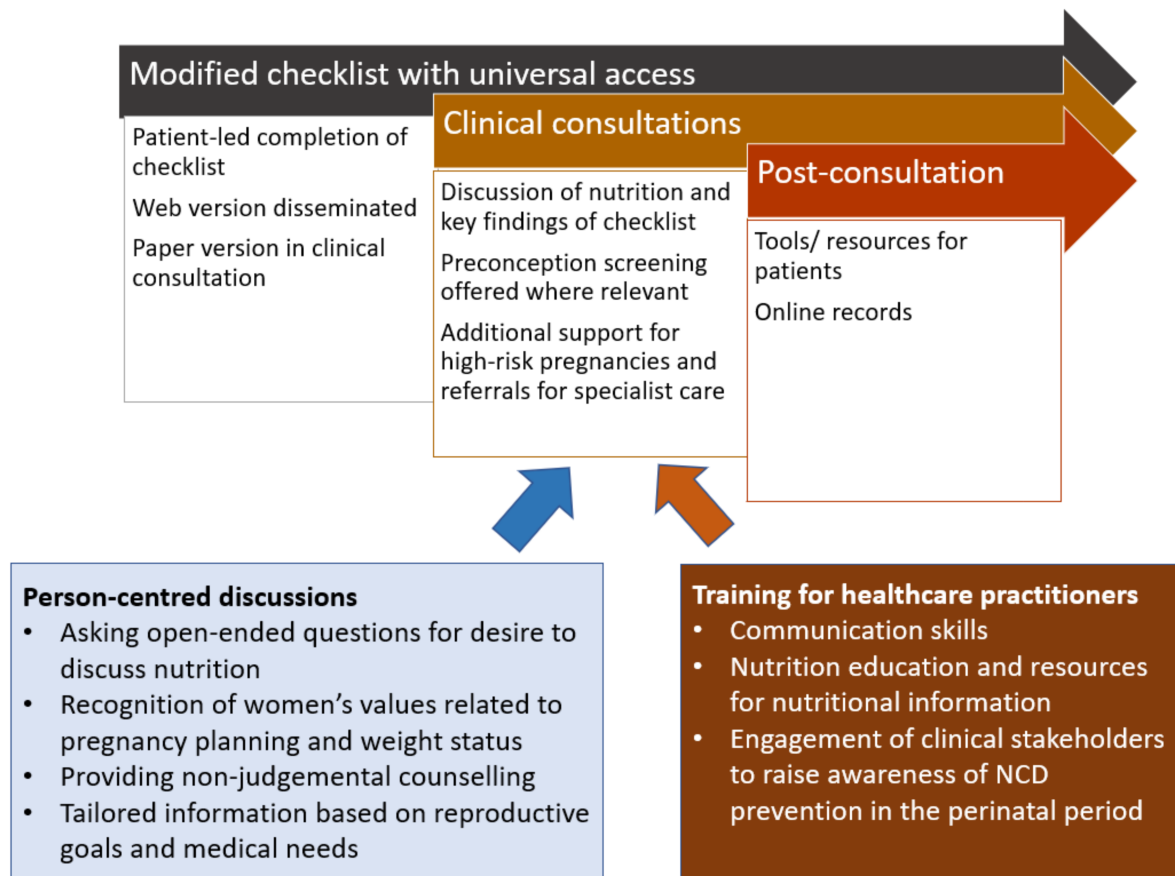 Modified checklist with universal access
Patient-led completion of
checklist
Web version disseminated
Paper version in clinical
consultation
Clinical consultations
Discussion of nutrition and
key findings of checklist
Preconception screening
offered where relevant
Additional support for
high-risk pregnancies and
referrals for specialist care
Post-consultation
Tools/ resources for
patients
Online records
Person-centred discussions
• Asking open-ended questions for desire to
discuss nutrition
• Recognition of women’s values related to
pregnancy planning and weight status
• Providing non-judgemental counselling
• Tailored information based on reproductive
goals and medical needs
Training for healthcare practitioners
• Communication skills
• Nutrition education and resources
for nutritional information
• Engagement of clinical stakeholders
to raise awareness of NCD
prevention in the perinatal period